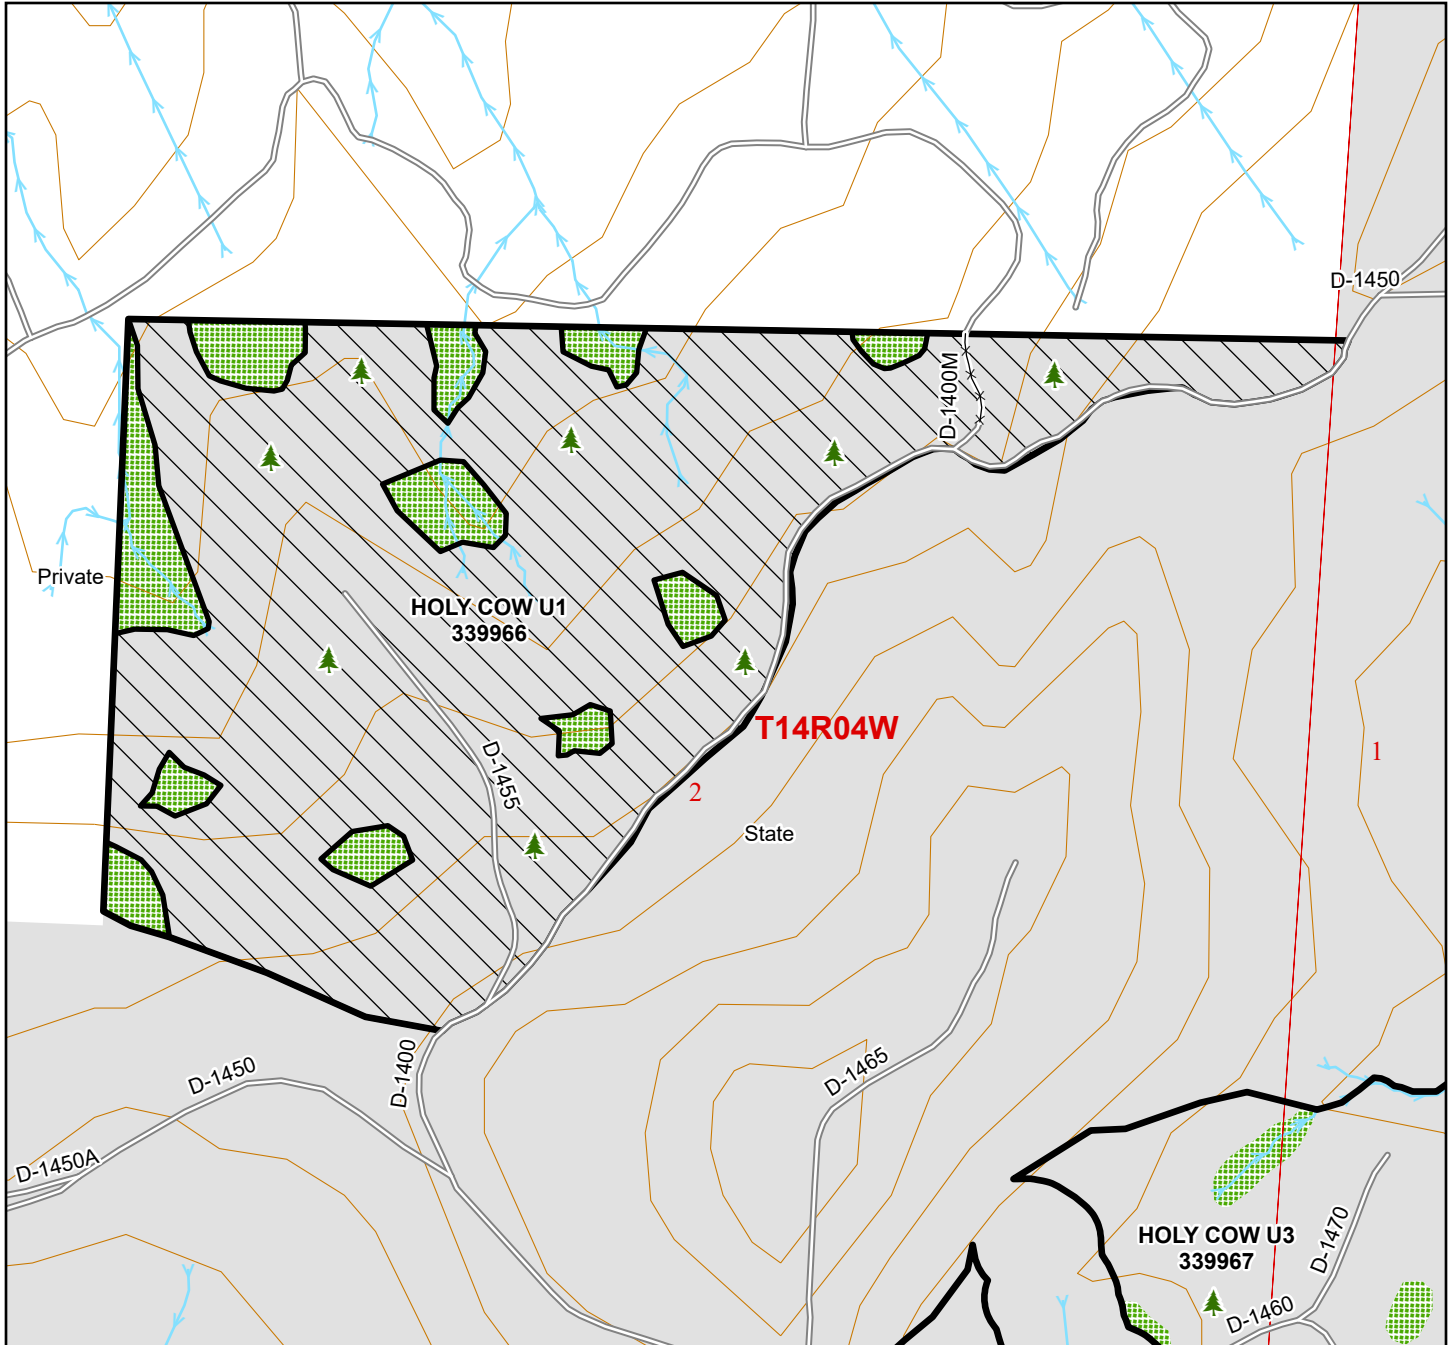 D-1450
D-1400M
Private
HOLY COW U1
339966
T14R04W
D-1455
1
2
State
D-1450
D-1400
D-1465
D-1450A
HOLY COW U3
339967
D-1470
D-1460